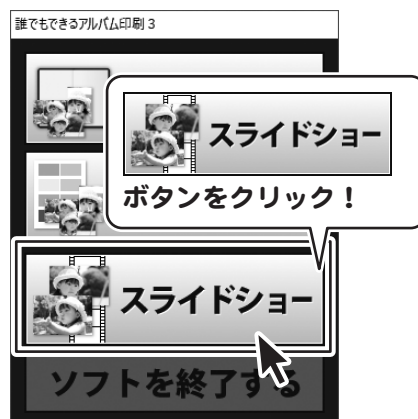 誰でもできるアルバム印刷 3
スライドショー
ボタンをクリック！
スライドショー
ソフトを終了する